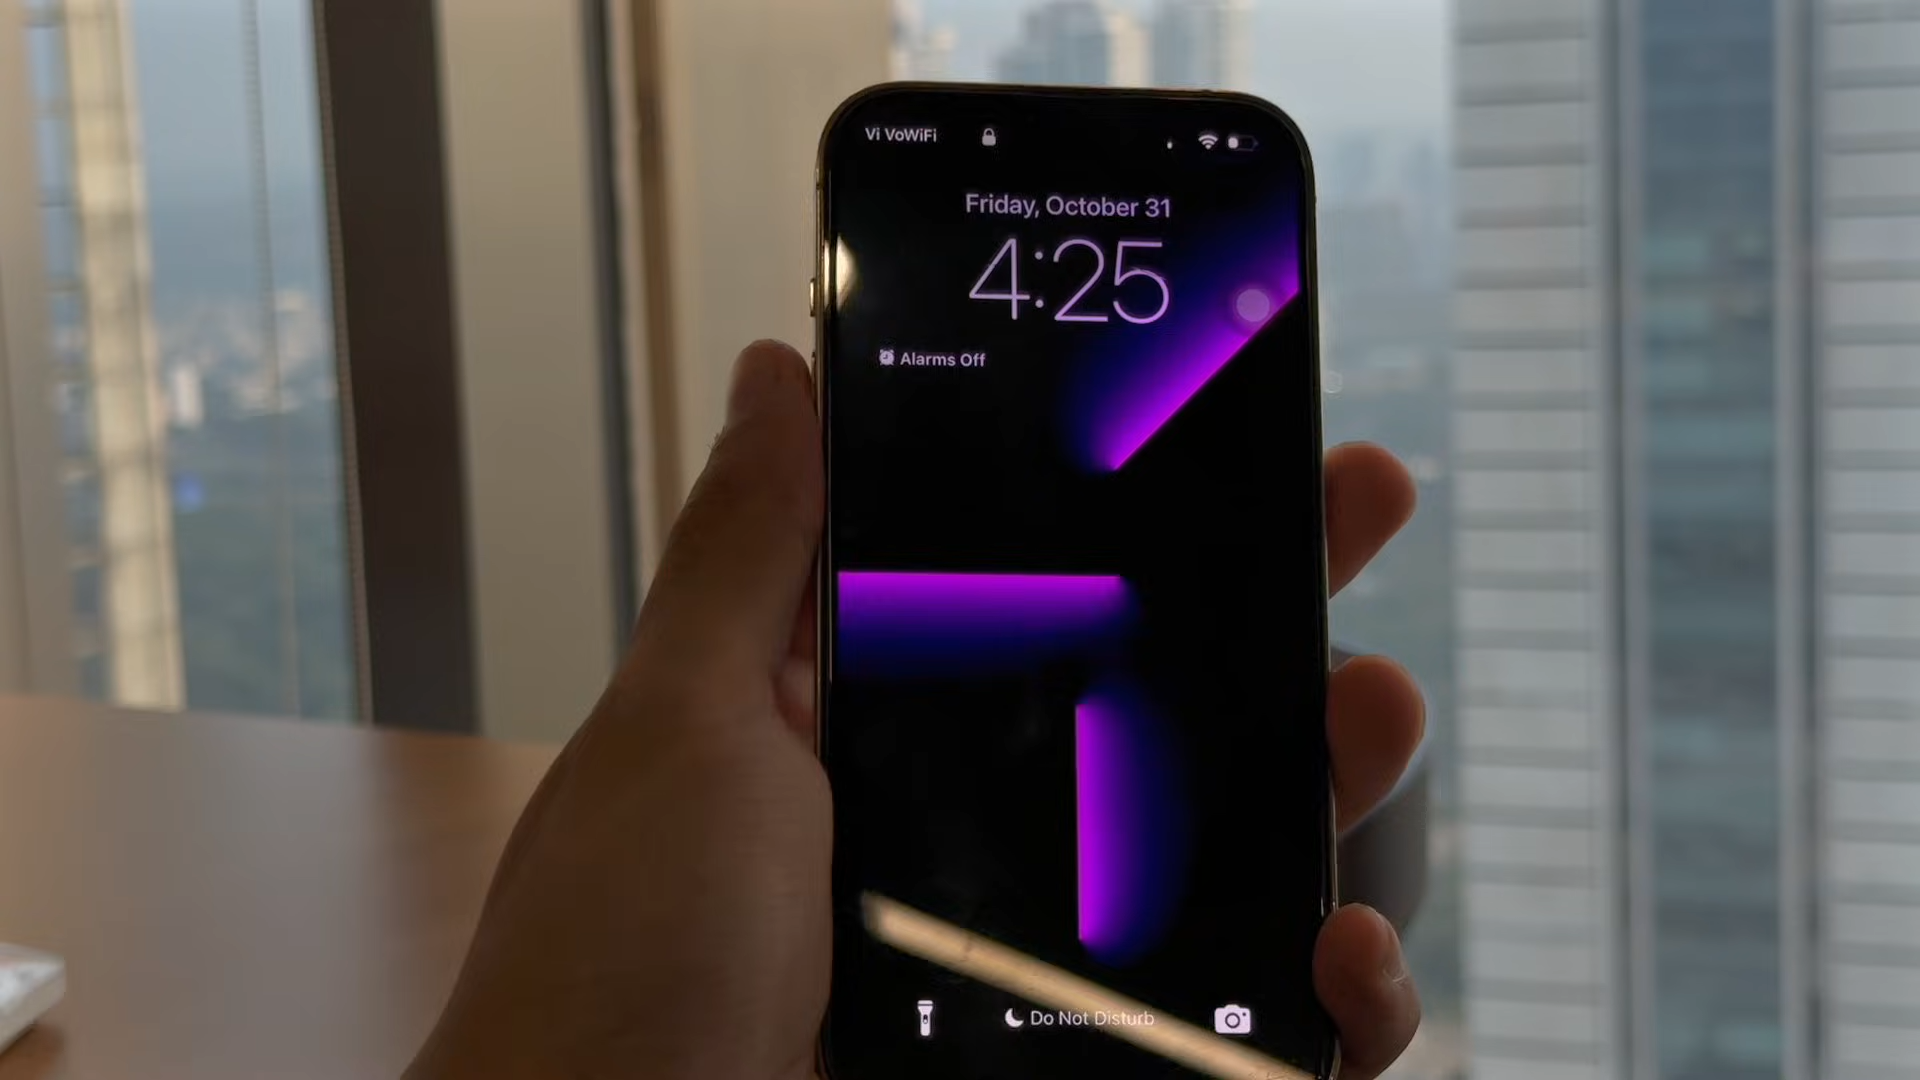 Vi VoWiFi
Friday, October 31
4:25
Alarms Off
Do Not Disturb